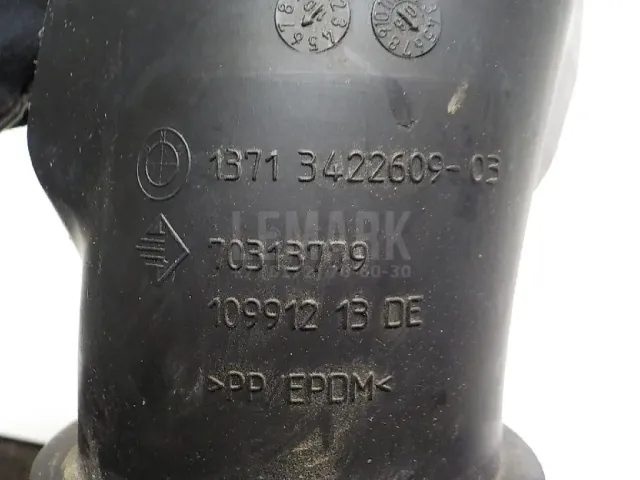 1371 3422609-03
LEMARK
70313779
109912 13 DE
>PP EPDM<